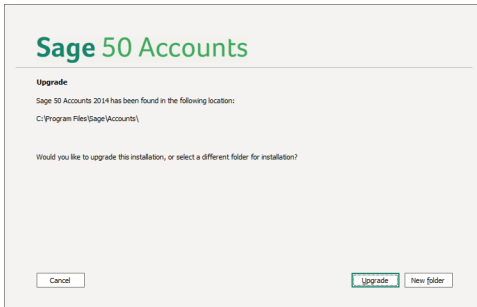 Sage 50 Accounts
Upgrade
Sage 50 Accounts 2014 has been found in the following location:
C:\Program Files\Sage\Accounts\
Would you like to upgrade this installation, or select a different folder for installation?
Cancel Upgrade New folder